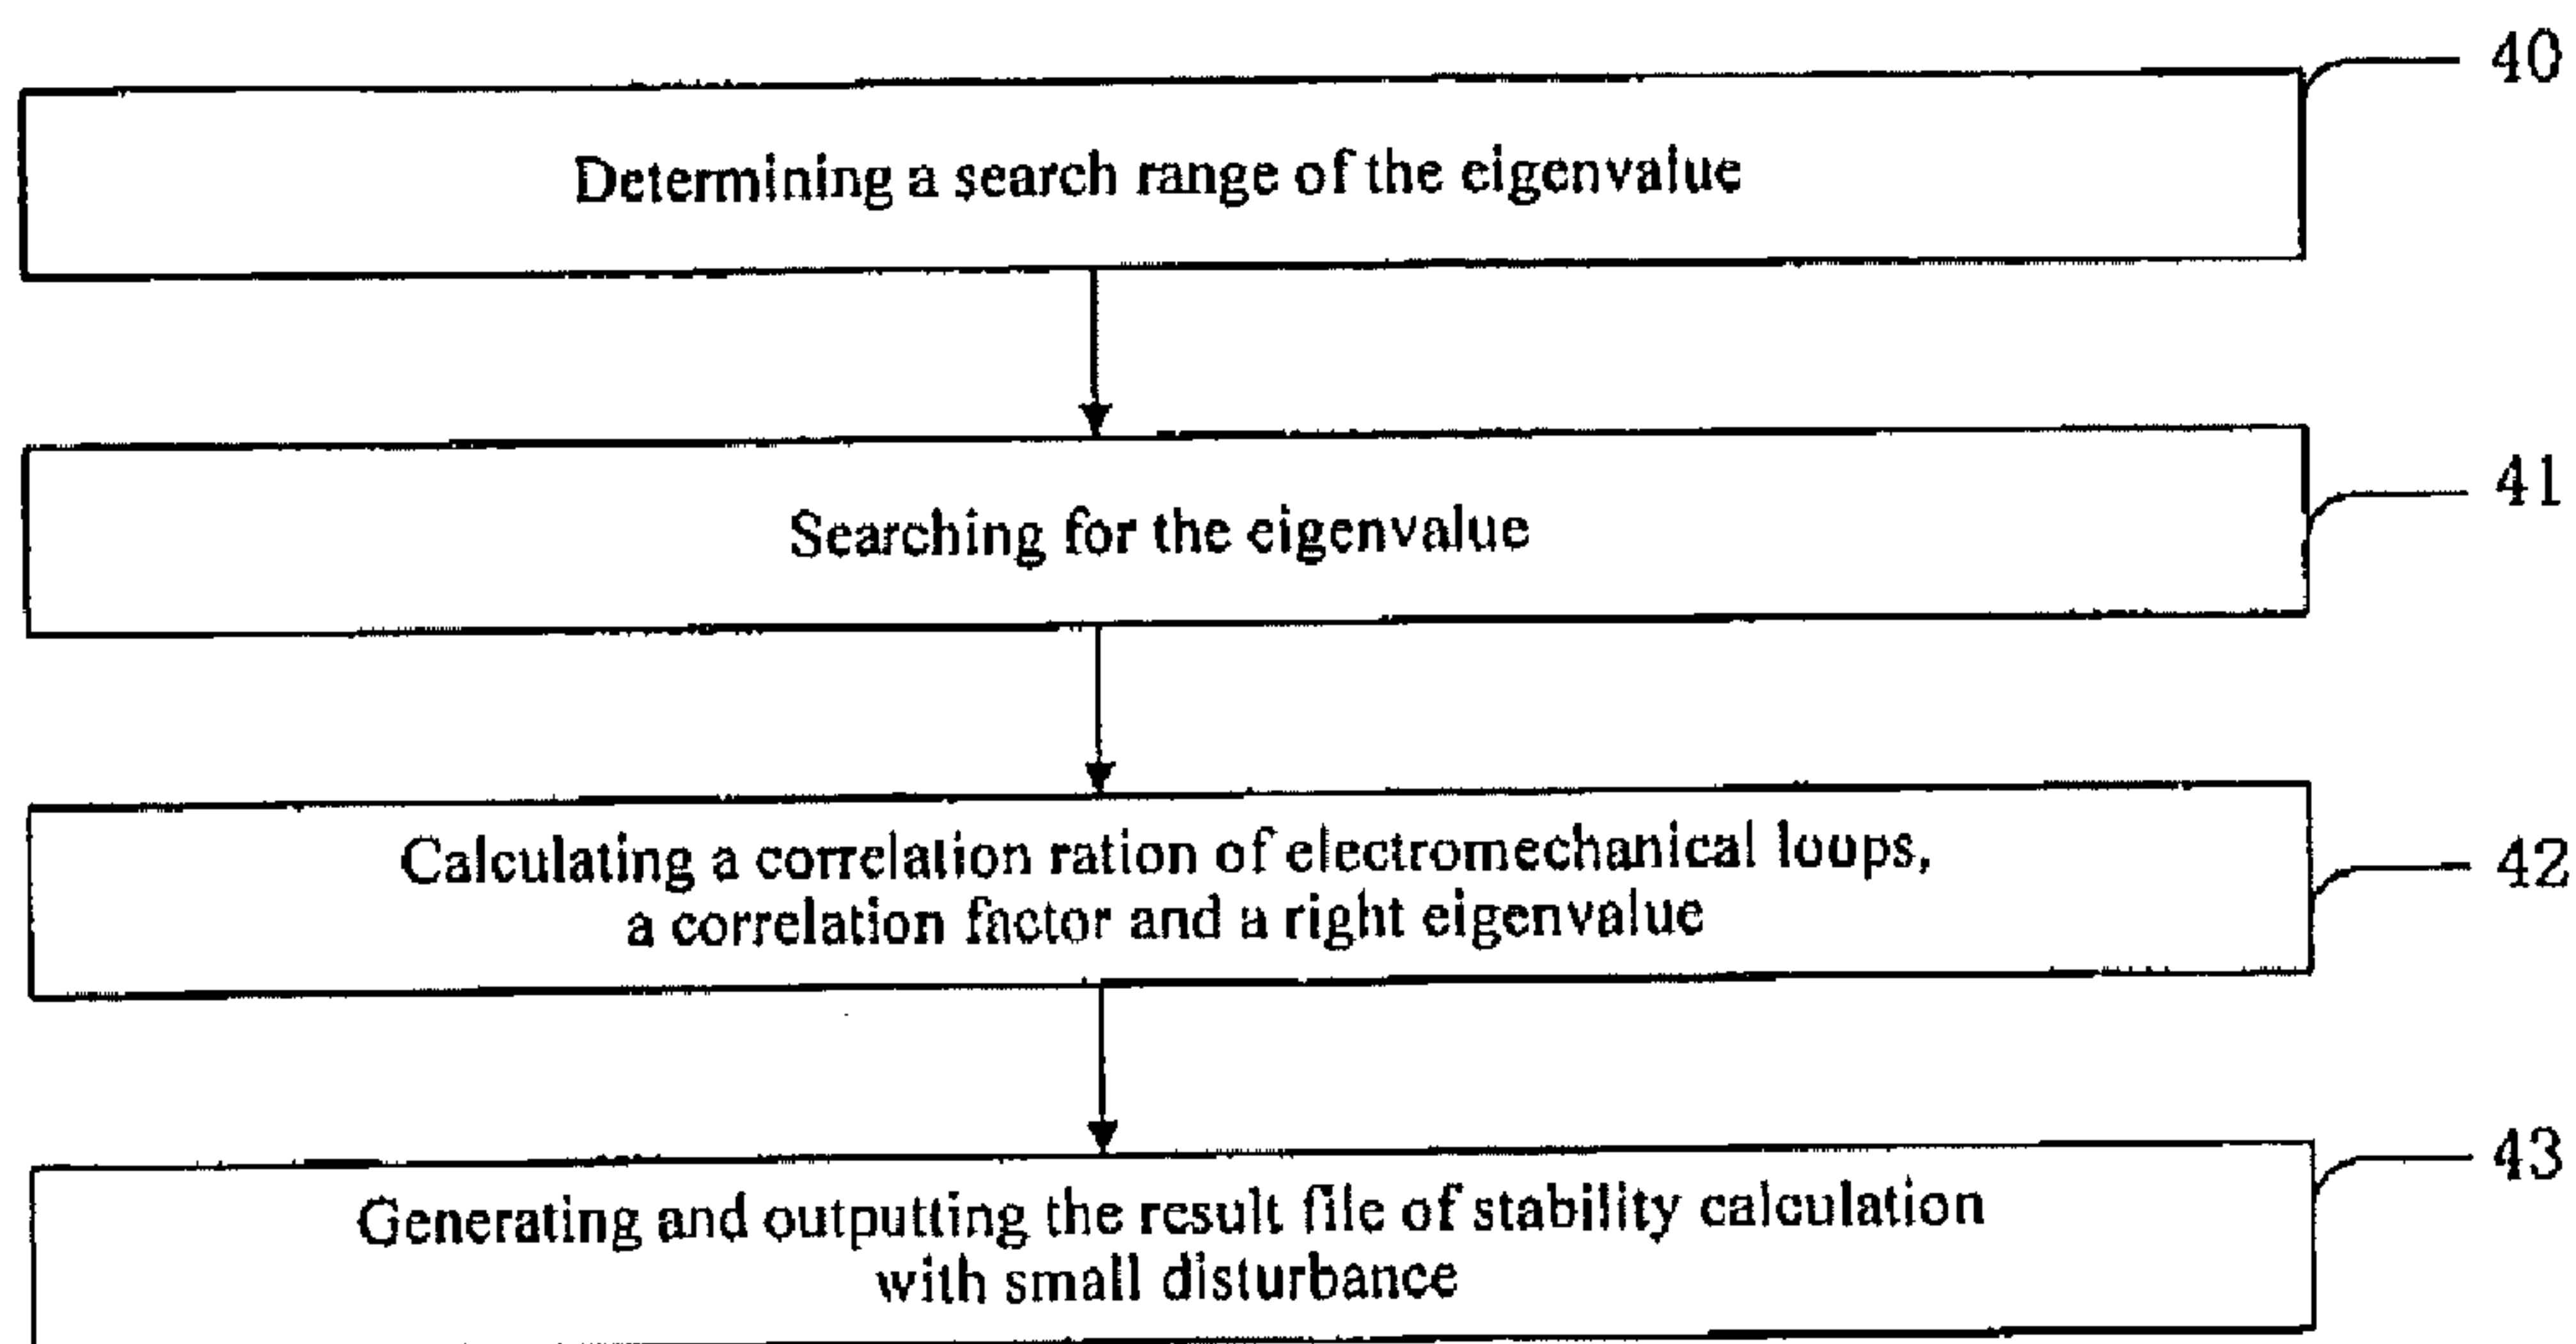 40
Determining a search range of the eigenvalue
41
Searching for the eigenvalue
42
Calculating a correlation ration of electromechanical loops,
a correlation factor and a right eigenvalue
43
Generating and outputting the result file of stability calculation
with small disturbance